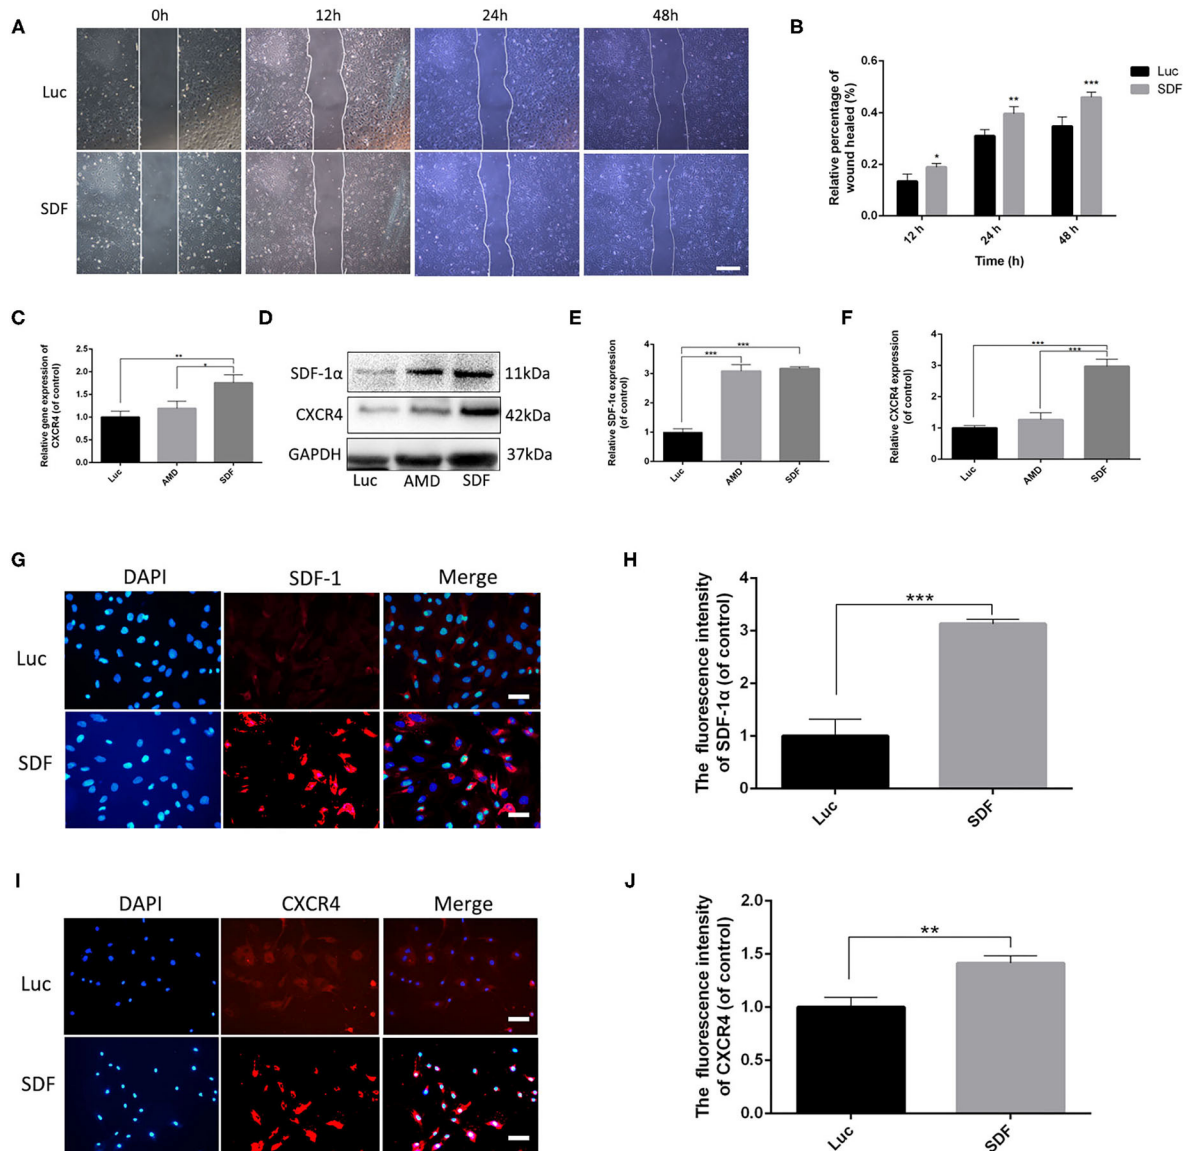 A
0h 12h 24h 48h
Luc
SDF
B
Relative percentage of
wound healed (%)
0.6
0.4
0.2
0.0
*
**
***
12 h 24 h 48 h
Time (h)
Luc
SDF
C
Relative gene expression of
CXCR4 (of control)
2.5
2.0
1.5
1.0
0.5
0.0
**
*
Luc AMD SDF
D
SDF-1α 11kDa
CXCR4 42kDa
GAPDH 37kDa
Luc AMD SDF
E
Relative SDF-1α expression
(of control)
4
3
2
1
0
***
***
Luc AMD SDF
F
Relative CXCR4 expression
(of control)
4
3
2
1
0
***
***
Luc AMD SDF
G
DAPI SDF-1 Merge
Luc
SDF
H
The fluorescence intensity
of SDF-1α (of control)
4
3
2
1
0
***
Luc SDF
I
DAPI CXCR4 Merge
Luc
SDF
J
The fluorescence intensity
of CXCR4 (of control)
2.0
1.5
1.0
0.5
0.0
**
Luc SDF